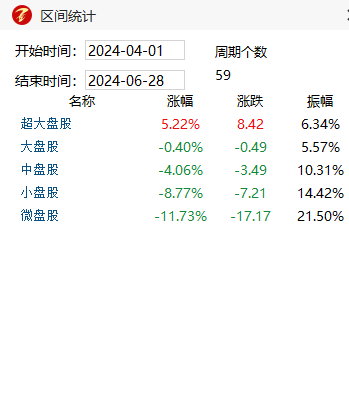 区间统计
开始时间: 2024-04-01 周期个数
结束时间: 2024-06-28 59
名称 涨幅 涨跌 振幅
超大盘股 5.22% 8.42 6.34%
大盘股 -0.40% -0.49 5.57%
中盘股 -4.06% -3.49 10.31%
小盘股 -8.77% -7.21 14.42%
微盘股 -11.73% -17.17 21.50%